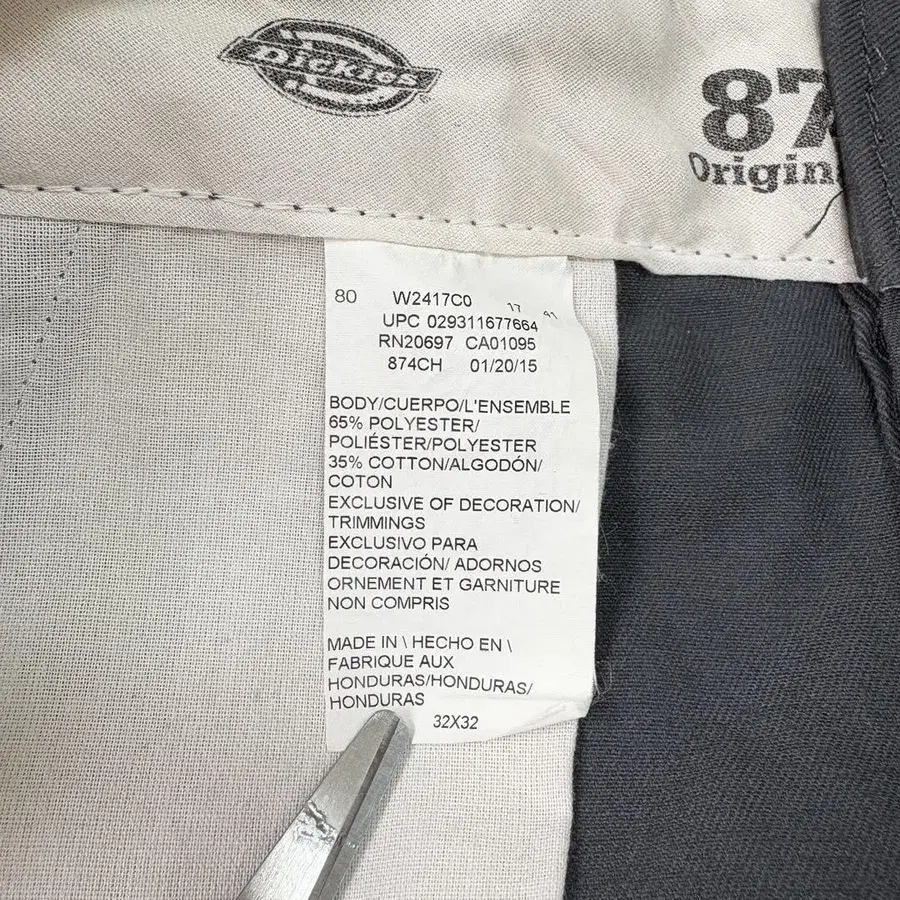 Dickies
87
Origin
80 W2417C0 17 41
UPC 029311677664
RN20697 CA01095
874CH 01/20/15
BODY/CUERPO/L'ENSEMBLE
65% POLYESTER/
POLIÉSTER/POLYESTER
35% COTTON/ALGODÓN/
COTON
EXCLUSIVE OF DECORATION/
TRIMMINGS
EXCLUSIVO PARA
DECORACIÓN/ ADORNOS
ORNEMENT ET GARNITURE
NON COMPRIS
MADE IN \ HECHO EN \
FABRIQUE AUX
HONDURAS/HONDURAS/
HONDURAS
32X32